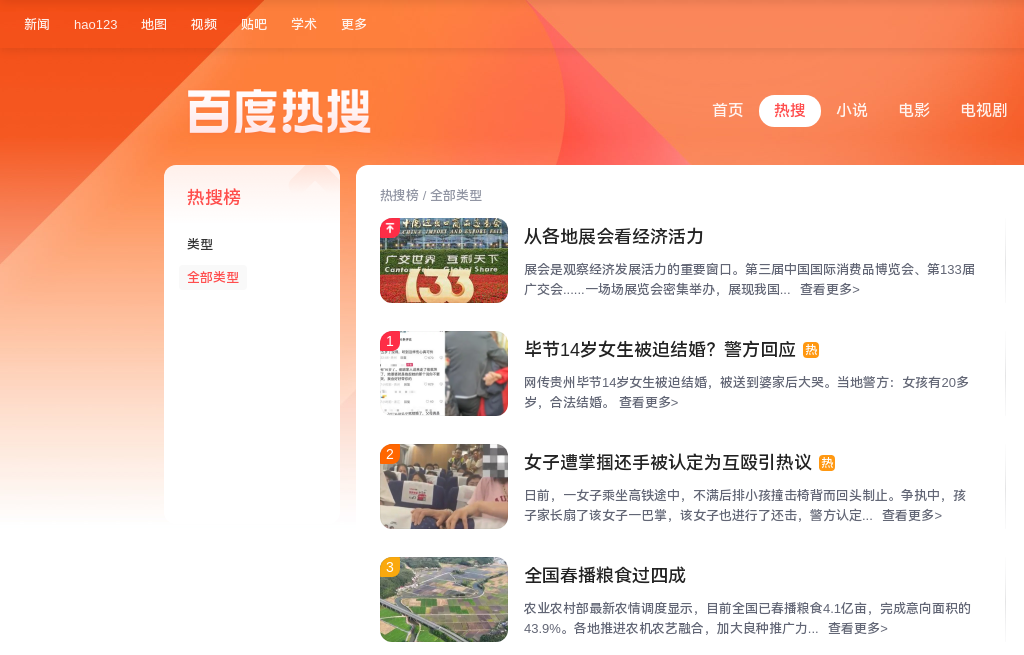 新闻 hao123 地图 视频 贴吧 学术 更多
百度热搜
首页 热搜 小说 电影 电视剧
热搜榜
类型
全部类型
热搜榜 / 全部类型
CHINA IMPORT AND EXPORT FAIR
广交世界 互利天下
Canton Fair, Global Share
133
从各地展会看经济活力
展会是观察经济发展活力的重要窗口。第三届中国国际消费品博览会、第133届
广交会......一场场展览会密集举办，展现我国... 查看更多>
1
毕节14岁女生被迫结婚？警方回应 热
网传贵州毕节14岁女生被迫结婚，被送到婆家后大哭。当地警方：女孩有20多
岁，合法结婚。 查看更多>
2
女子遭掌掴还手被认定为互殴引热议 热
日前，一女子乘坐高铁途中，不满后排小孩撞击椅背而回头制止。争执中，孩
子家长扇了该女子一巴掌，该女子也进行了还击，警方认定... 查看更多>
3
全国春播粮食过四成
农业农村部最新农情调度显示，目前全国已春播粮食4.1亿亩，完成意向面积的
43.9%。各地推进农机农艺融合，加大良种推广力... 查看更多>